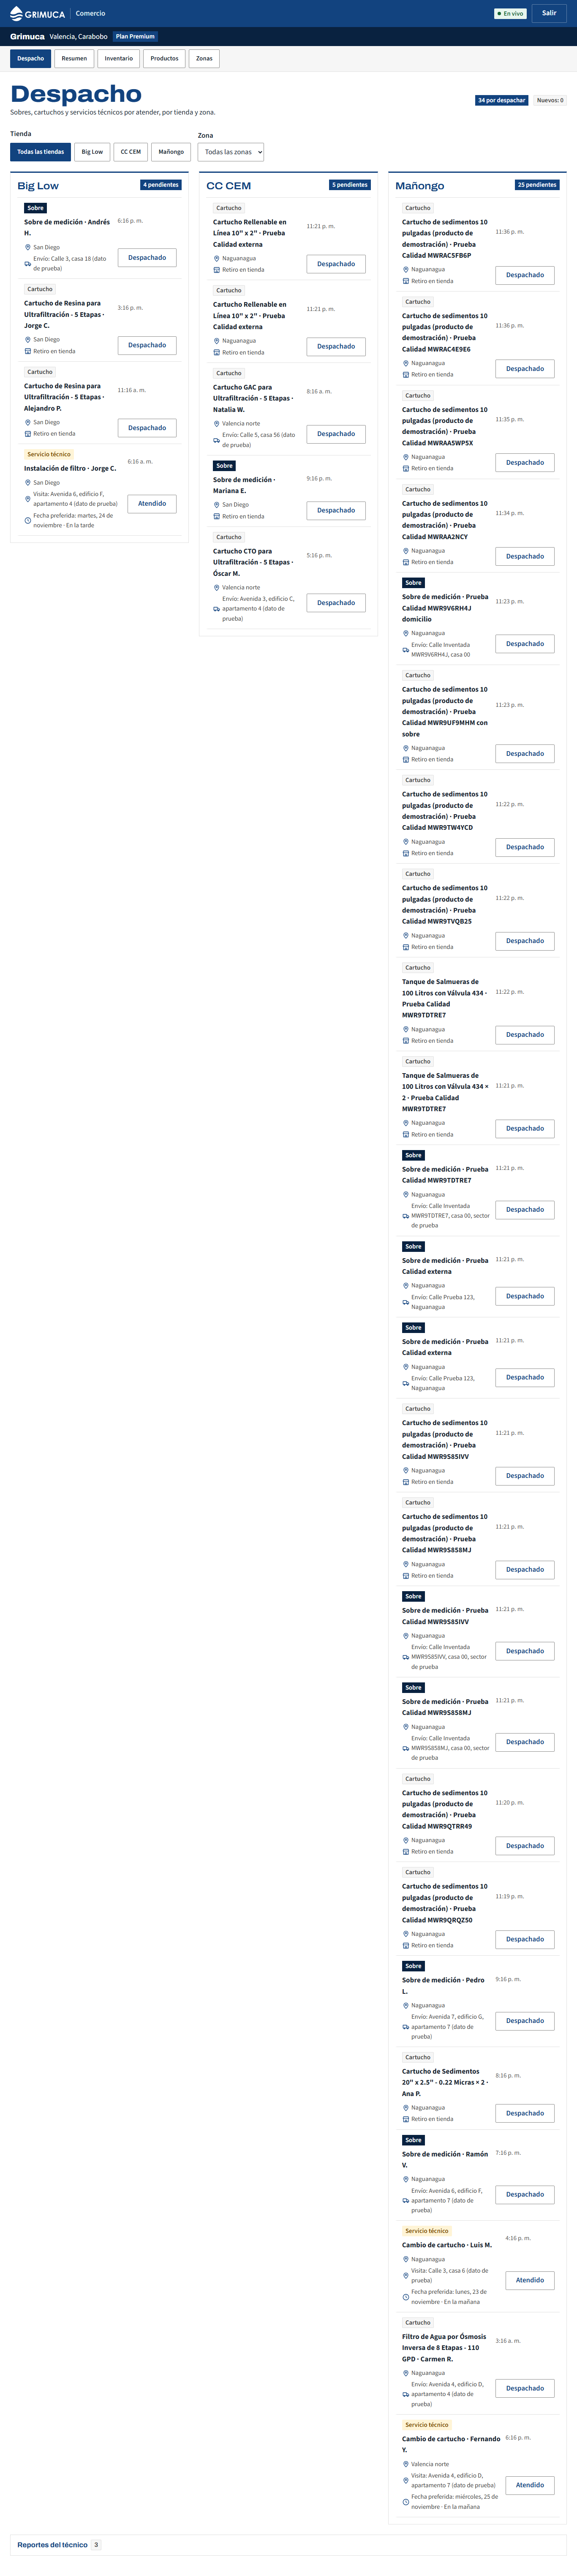 GRIMUCA
Comercio
En vivo
Salir
Grimuca Valencia, Carabobo Plan Premium
Despacho
Resumen
Inventario
Productos
Zonas
Despacho
Sobres, cartuchos y servicios técnicos por atender, por tienda y zona.
34 por despachar
Nuevos: 0
Tienda
Todas las tiendas
Big Low
CC CEM
Mañongo
Zona
Todas las zonas
Big Low
4 pendientes
Sobre
Sobre de medición · Andrés
H.
6:16 p. m.
San Diego
Envío: Calle 3, casa 18 (dato
de prueba)
Despachado
Cartucho
Cartucho de Resina para
Ultrafiltración - 5 Etapas ·
Jorge C.
3:16 p. m.
San Diego
Retiro en tienda
Despachado
Cartucho
Cartucho de Resina para
Ultrafiltración - 5 Etapas ·
Alejandro P.
11:16 a. m.
San Diego
Retiro en tienda
Despachado
Servicio técnico
Instalación de filtro · Jorge C.
6:16 a. m.
San Diego
Visita: Avenida 6, edificio F,
apartamento 4 (dato de prueba)
Fecha preferida: martes, 24 de
noviembre · En la tarde
Atendido
CC CEM
5 pendientes
Cartucho
Cartucho Rellenable en
Línea 10" x 2" · Prueba
Calidad externa
11:21 p. m.
Naguanagua
Retiro en tienda
Despachado
Cartucho
Cartucho Rellenable en
Línea 10" x 2" · Prueba
Calidad externa
11:21 p. m.
Naguanagua
Retiro en tienda
Despachado
Cartucho
Cartucho GAC para
Ultrafiltración - 5 Etapas ·
Natalia W.
8:16 a. m.
Valencia norte
Envío: Calle 5, casa 56 (dato
de prueba)
Despachado
Sobre
Sobre de medición ·
Mariana E.
9:16 p. m.
San Diego
Retiro en tienda
Despachado
Cartucho
Cartucho CTO para
Ultrafiltración - 5 Etapas ·
Óscar M.
5:16 p. m.
Valencia norte
Envío: Avenida 3, edificio C,
apartamento 4 (dato de
prueba)
Despachado
Mañongo
25 pendientes
Cartucho
Cartucho de sedimentos 10
pulgadas (producto de
demostración) · Prueba
Calidad MWRAC5FB6P
11:36 p. m.
Naguanagua
Retiro en tienda
Despachado
Cartucho
Cartucho de sedimentos 10
pulgadas (producto de
demostración) · Prueba
Calidad MWRAC4E9E6
11:36 p. m.
Naguanagua
Retiro en tienda
Despachado
Cartucho
Cartucho de sedimentos 10
pulgadas (producto de
demostración) · Prueba
Calidad MWRAA5WP5X
11:35 p. m.
Naguanagua
Retiro en tienda
Despachado
Cartucho
Cartucho de sedimentos 10
pulgadas (producto de
demostración) · Prueba
Calidad MWRAA2NCY
11:34 p. m.
Naguanagua
Retiro en tienda
Despachado
Sobre
Sobre de medición · Prueba
Calidad MWR9V6RH4J
domicilio
11:23 p. m.
Naguanagua
Envío: Calle Inventada
MWR9V6RH4J, casa 00
Despachado
Cartucho
Cartucho de sedimentos 10
pulgadas (producto de
demostración) · Prueba
Calidad MWR9UF9MHM con
sobre
11:23 p. m.
Naguanagua
Retiro en tienda
Despachado
Cartucho
Cartucho de sedimentos 10
pulgadas (producto de
demostración) · Prueba
Calidad MWR9TW4YCD
11:22 p. m.
Naguanagua
Retiro en tienda
Despachado
Cartucho
Cartucho de sedimentos 10
pulgadas (producto de
demostración) · Prueba
Calidad MWR9TVQB25
11:22 p. m.
Naguanagua
Retiro en tienda
Despachado
Cartucho
Tanque de Salmueras de
100 Litros con Válvula 434 ·
Prueba Calidad
MWR9TDTRE7
11:22 p. m.
Naguanagua
Retiro en tienda
Despachado
Cartucho
Tanque de Salmueras de
100 Litros con Válvula 434 ×
2 · Prueba Calidad
MWR9TDTRE7
11:21 p. m.
Naguanagua
Retiro en tienda
Despachado
Sobre
Sobre de medición · Prueba
Calidad MWR9TDTRE7
11:21 p. m.
Naguanagua
Envío: Calle Inventada
MWR9TDTRE7, casa 00, sector
de prueba
Despachado
Sobre
Sobre de medición · Prueba
Calidad externa
11:21 p. m.
Naguanagua
Envío: Calle Prueba 123,
Naguanagua
Despachado
Sobre
Sobre de medición · Prueba
Calidad externa
11:21 p. m.
Naguanagua
Envío: Calle Prueba 123,
Naguanagua
Despachado
Cartucho
Cartucho de sedimentos 10
pulgadas (producto de
demostración) · Prueba
Calidad MWR9S85IVV
11:21 p. m.
Naguanagua
Retiro en tienda
Despachado
Cartucho
Cartucho de sedimentos 10
pulgadas (producto de
demostración) · Prueba
Calidad MWR9S858MJ
11:21 p. m.
Naguanagua
Retiro en tienda
Despachado
Sobre
Sobre de medición · Prueba
Calidad MWR9S85IVV
11:21 p. m.
Naguanagua
Envío: Calle Inventada
MWR9S85IVV, casa 00, sector
de prueba
Despachado
Sobre
Sobre de medición · Prueba
Calidad MWR9S858MJ
11:21 p. m.
Naguanagua
Envío: Calle Inventada
MWR9S858MJ, casa 00, sector
de prueba
Despachado
Cartucho
Cartucho de sedimentos 10
pulgadas (producto de
demostración) · Prueba
Calidad MWR9QTRR49
11:20 p. m.
Naguanagua
Retiro en tienda
Despachado
Cartucho
Cartucho de sedimentos 10
pulgadas (producto de
demostración) · Prueba
Calidad MWR9QRQZ50
11:19 p. m.
Naguanagua
Retiro en tienda
Despachado
Sobre
Sobre de medición · Pedro
L.
9:16 p. m.
Naguanagua
Envío: Avenida 7, edificio G,
apartamento 7 (dato de
prueba)
Despachado
Cartucho
Cartucho de Sedimentos
20" x 2.5" - 0.22 Micras × 2 ·
Ana P.
8:16 p. m.
Naguanagua
Retiro en tienda
Despachado
Sobre
Sobre de medición · Ramón
V.
7:16 p. m.
Naguanagua
Envío: Avenida 6, edificio F,
apartamento 7 (dato de
prueba)
Despachado
Servicio técnico
Cambio de cartucho · Luis M.
4:16 p. m.
Naguanagua
Visita: Calle 3, casa 6 (dato de
prueba)
Fecha preferida: lunes, 23 de
noviembre · En la mañana
Atendido
Cartucho
Filtro de Agua por Ósmosis
Inversa de 8 Etapas - 110
GPD · Carmen R.
3:16 a. m.
Naguanagua
Envío: Avenida 4, edificio D,
apartamento 4 (dato de
prueba)
Despachado
Servicio técnico
Cambio de cartucho · Fernando
Y.
6:16 p. m.
Valencia norte
Visita: Avenida 4, edificio D,
apartamento 7 (dato de prueba)
Fecha preferida: miércoles, 25 de
noviembre · En la mañana
Atendido
Reportes del técnico 3